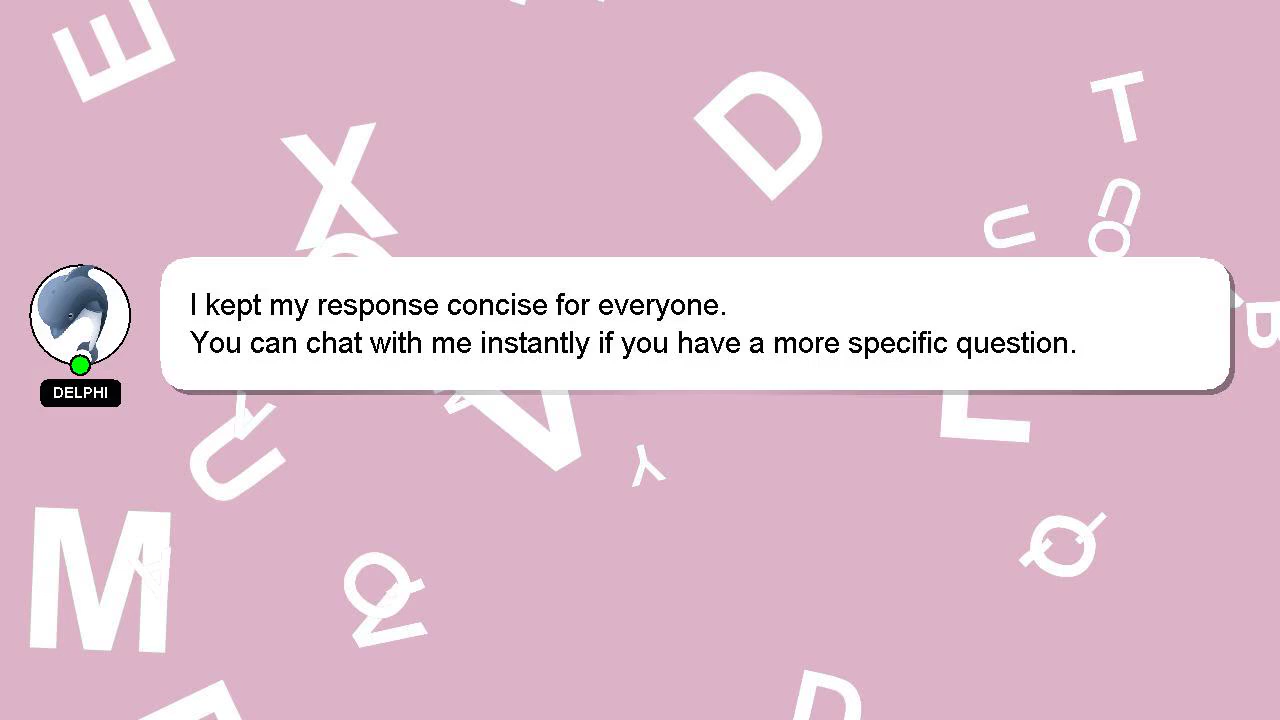 E
X
D
T
U
U
O
I kept my response concise for everyone.
You can chat with me instantly if you have a more specific question.
DELPHI
U
V
Y
L
M
Q
Z
Q
D